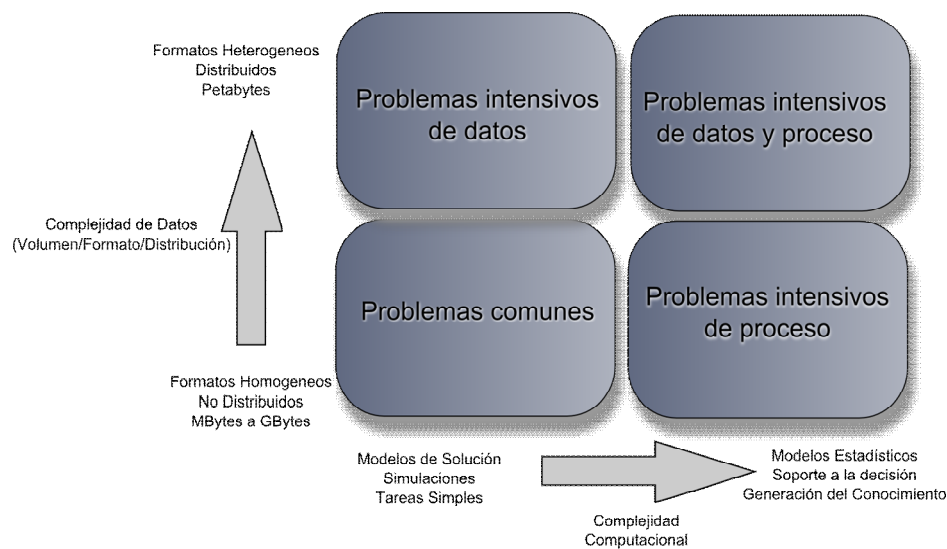 Formatos Heterogeneos
Distribuidos
Petabytes
Problemas intensivos
de datos
Problemas intensivos
de datos y proceso
Complejidad de Datos
(Volumen/Formato/Distribución)
Problemas comunes
Problemas intensivos
de proceso
Formatos Homogeneos
No Distribuidos
MBytes a GBytes
Modelos de Solución
Simulaciones
Tareas Simples
Modelos Estadísticos
Soporte a la decisión
Generación del Conocimiento
Complejidad
Computacional